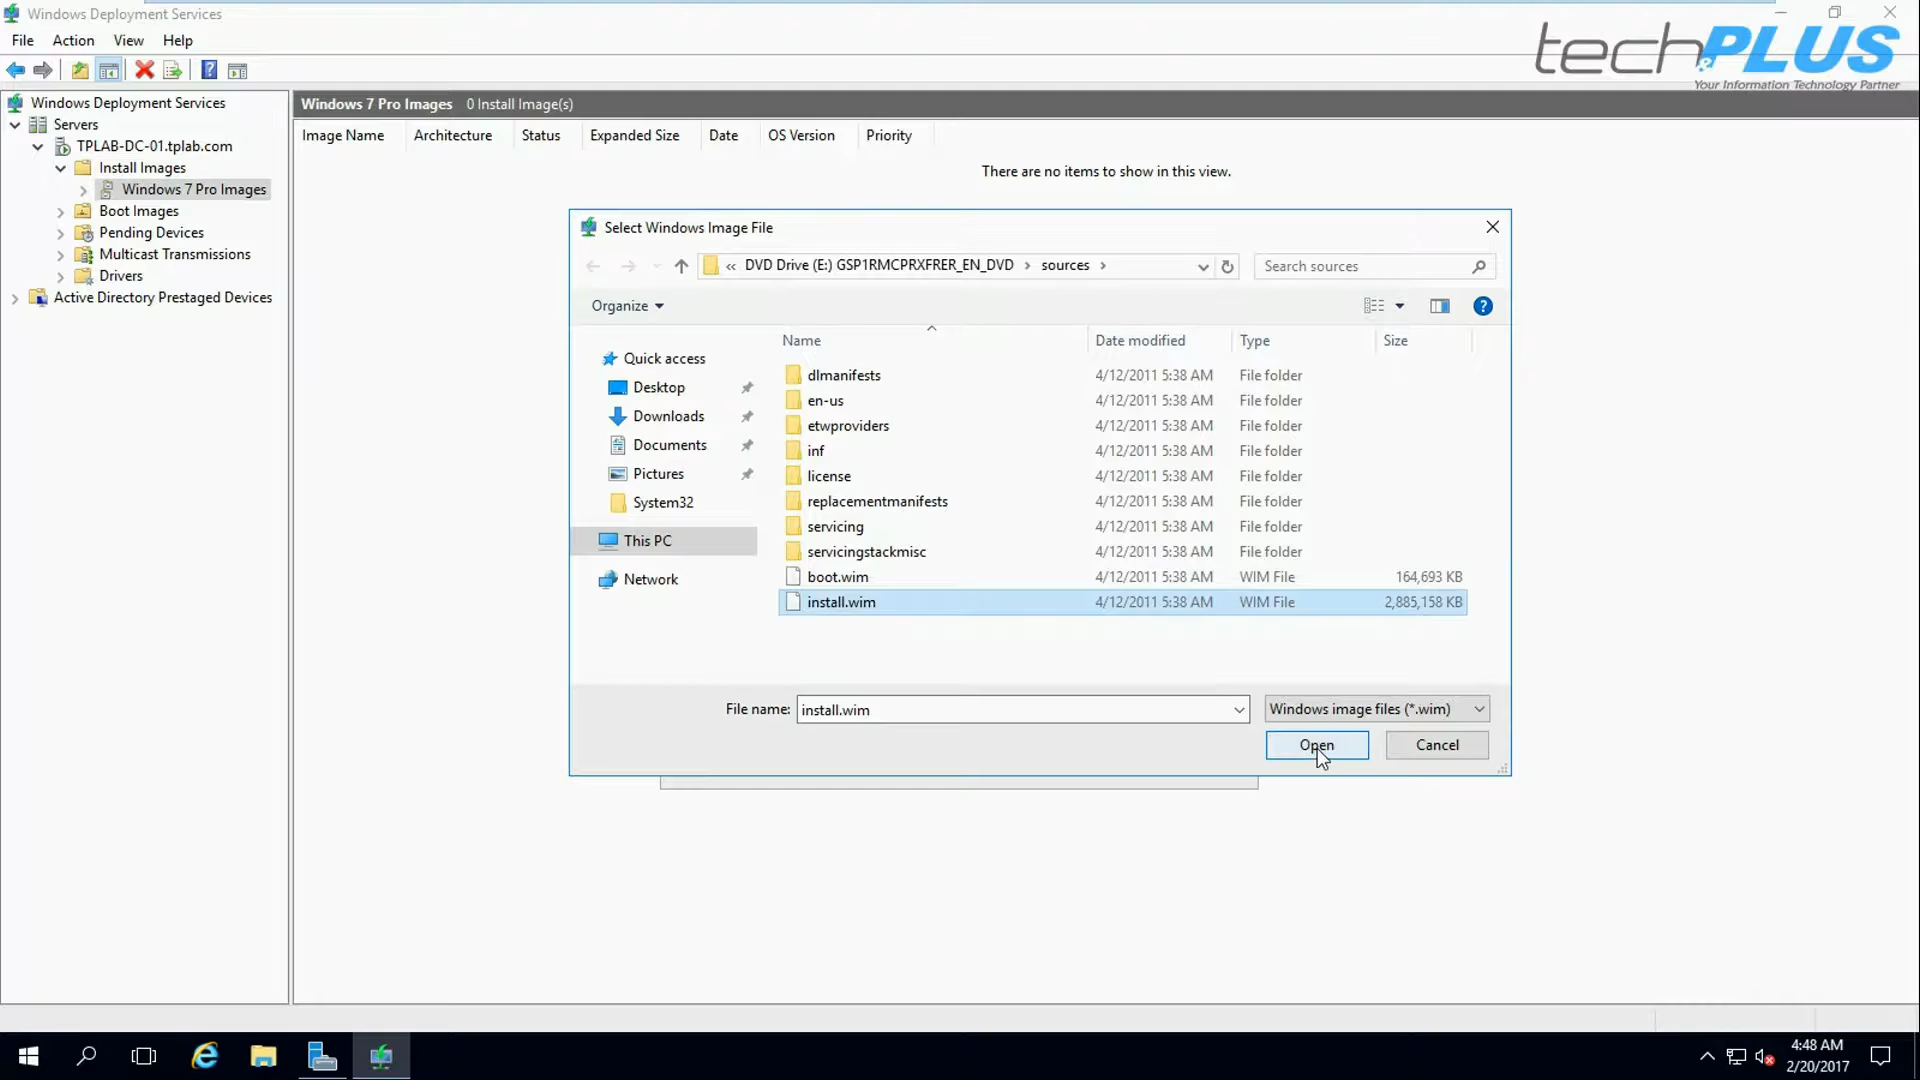 Windows Deployment Services
File Action View Help
tech&PLUS
Your Information Technology Partner
Windows Deployment Services
Servers
TPLAB-DC-01.tplab.com
Install Images
Windows 7 Pro Images
Boot Images
Pending Devices
Multicast Transmissions
Drivers
Active Directory Prestaged Devices
Windows 7 Pro Images 0 Install Image(s)
Image Name Architecture Status Expanded Size Date OS Version Priority
There are no items to show in this view.
Select Windows Image File
« DVD Drive (E:) GSP1RMCPRXFRER_EN_DVD › sources ›
Search sources
Organize
?
Quick access
Desktop
Downloads
Documents
Pictures
System32
This PC
Network
Name Date modified Type Size
dlmanifests 4/12/2011 5:38 AM File folder
en-us 4/12/2011 5:38 AM File folder
etwproviders 4/12/2011 5:38 AM File folder
inf 4/12/2011 5:38 AM File folder
license 4/12/2011 5:38 AM File folder
replacementmanifests 4/12/2011 5:38 AM File folder
servicing 4/12/2011 5:38 AM File folder
servicingstackmisc 4/12/2011 5:38 AM File folder
boot.wim 4/12/2011 5:38 AM WIM File 164,693 KB
install.wim 4/12/2011 5:38 AM WIM File 2,885,158 KB
File name: install.wim Windows image files (*.wim)
Open Cancel
4:48 AM
2/20/2017